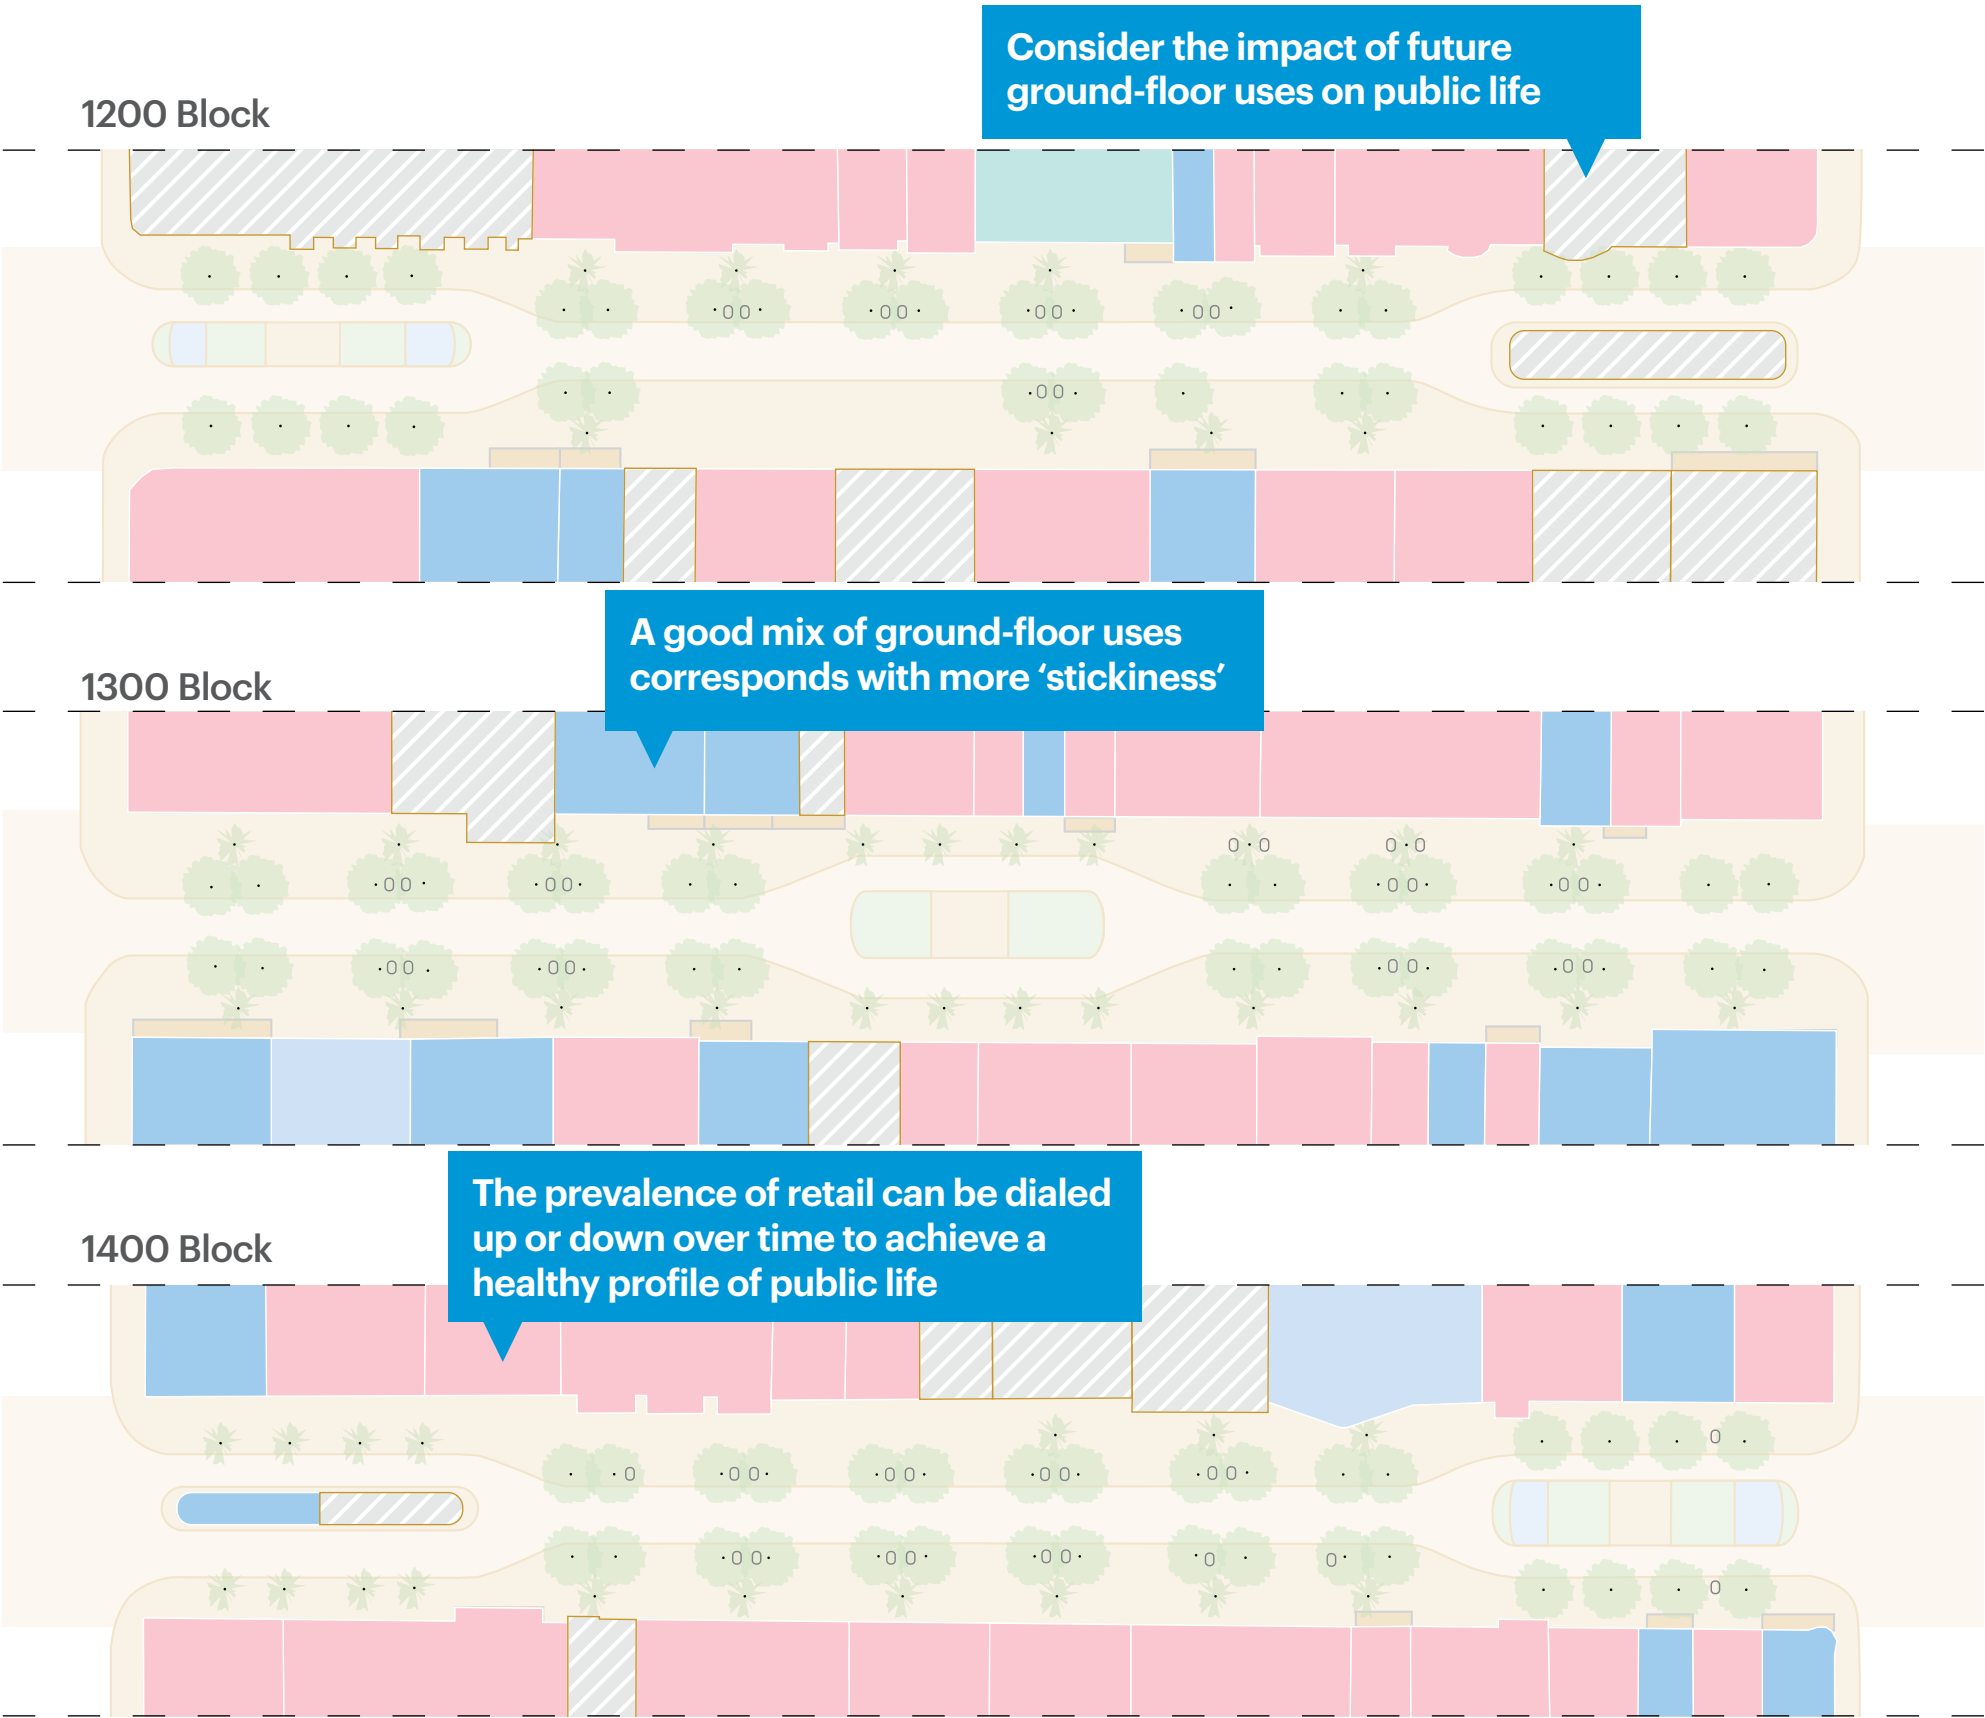 Consider the impact of future
ground-floor uses on public life
1200 Block
A good mix of ground-floor uses
corresponds with more ‘stickiness’
1300 Block
The prevalence of retail can be dialed
up or down over time to achieve a
healthy profile of public life
1400 Block